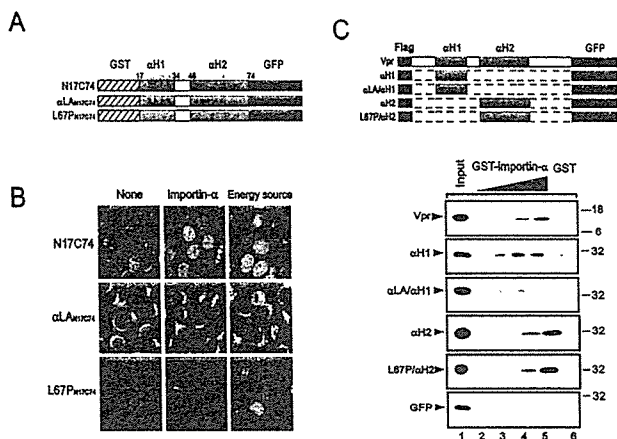 A
GST αH1 αH2 GFP
17 34 46 74
N17C74
αLAN17C74
L67PN17C74
B
None Importin-α Energy source
N17C74
αLAN17C74
L67PN17C74
C
Flag αH1 αH2 GFP
Vpr
αH1
αLA/αH1
αH2
L67P/αH2
Input GST-Importin-α GST
Vpr 18
6
αH1 32
αLA/αH1 32
αH2 32
L67P/αH2 32
GFP 32
1 2 3 4 5 6